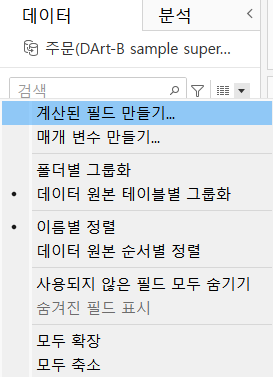 데이터
분석
주문(DArt-B sample super...
검색
계산된 필드 만들기...
매개 변수 만들기...
폴더별 그룹화
데이터 원본 테이블별 그룹화
이름별 정렬
데이터 원본 순서별 정렬
사용되지 않은 필드 모두 숨기기
숨겨진 필드 표시
모두 확장
모두 축소